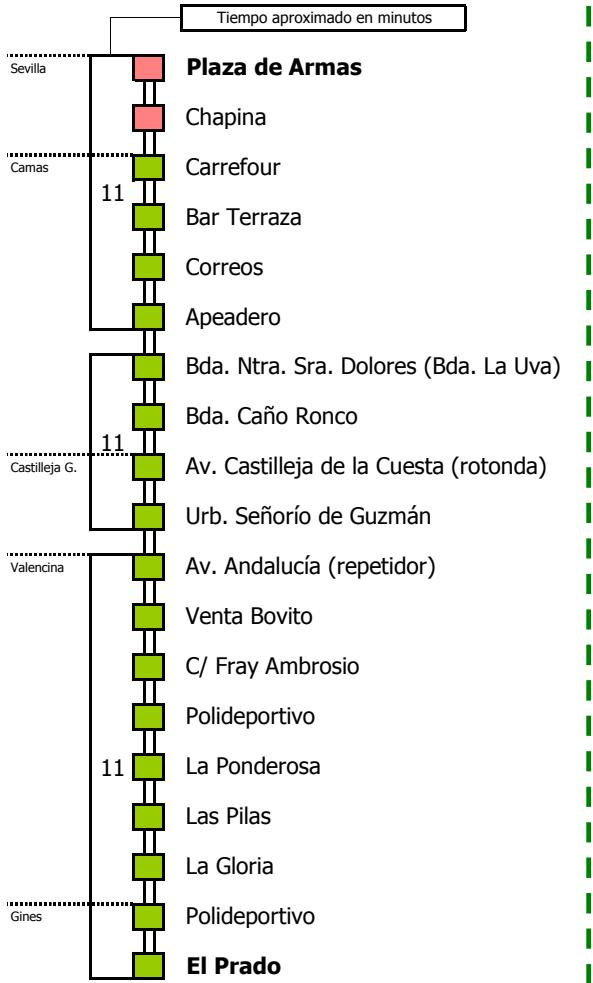 Tiempo aproximado en minutos
Sevilla
Plaza de Armas
Chapina
Camas
Carrefour
11
Bar Terraza
Correos
Apeadero
Bda. Ntra. Sra. Dolores (Bda. La Uva)
Bda. Caño Ronco
11
Castilleja G.
Av. Castilleja de la Cuesta (rotonda)
Urb. Señorío de Guzmán
Valencina
Av. Andalucía (repetidor)
Venta Bovito
C/ Fray Ambrosio
Polideportivo
11
La Ponderosa
Las Pilas
La Gloria
Gines
Polideportivo
El Prado